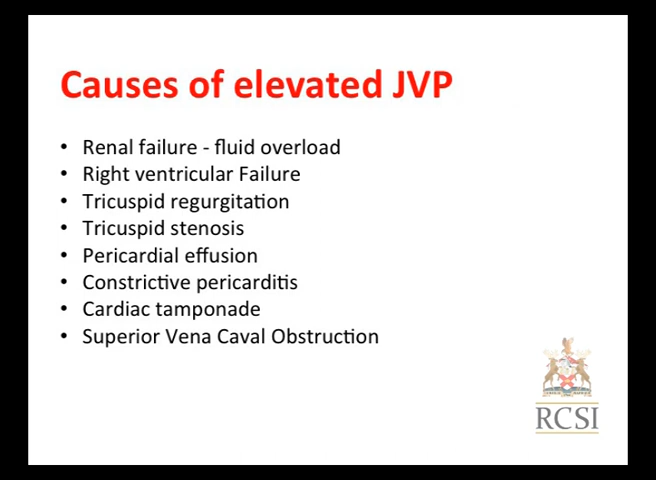 Causes of elevated JVP
• Renal failure - fluid overload
• Right ventricular Failure
• Tricuspid regurgitation
• Tricuspid stenosis
• Pericardial effusion
• Constrictive pericarditis
• Cardiac tamponade
• Superior Vena Caval Obstruction
RCSI